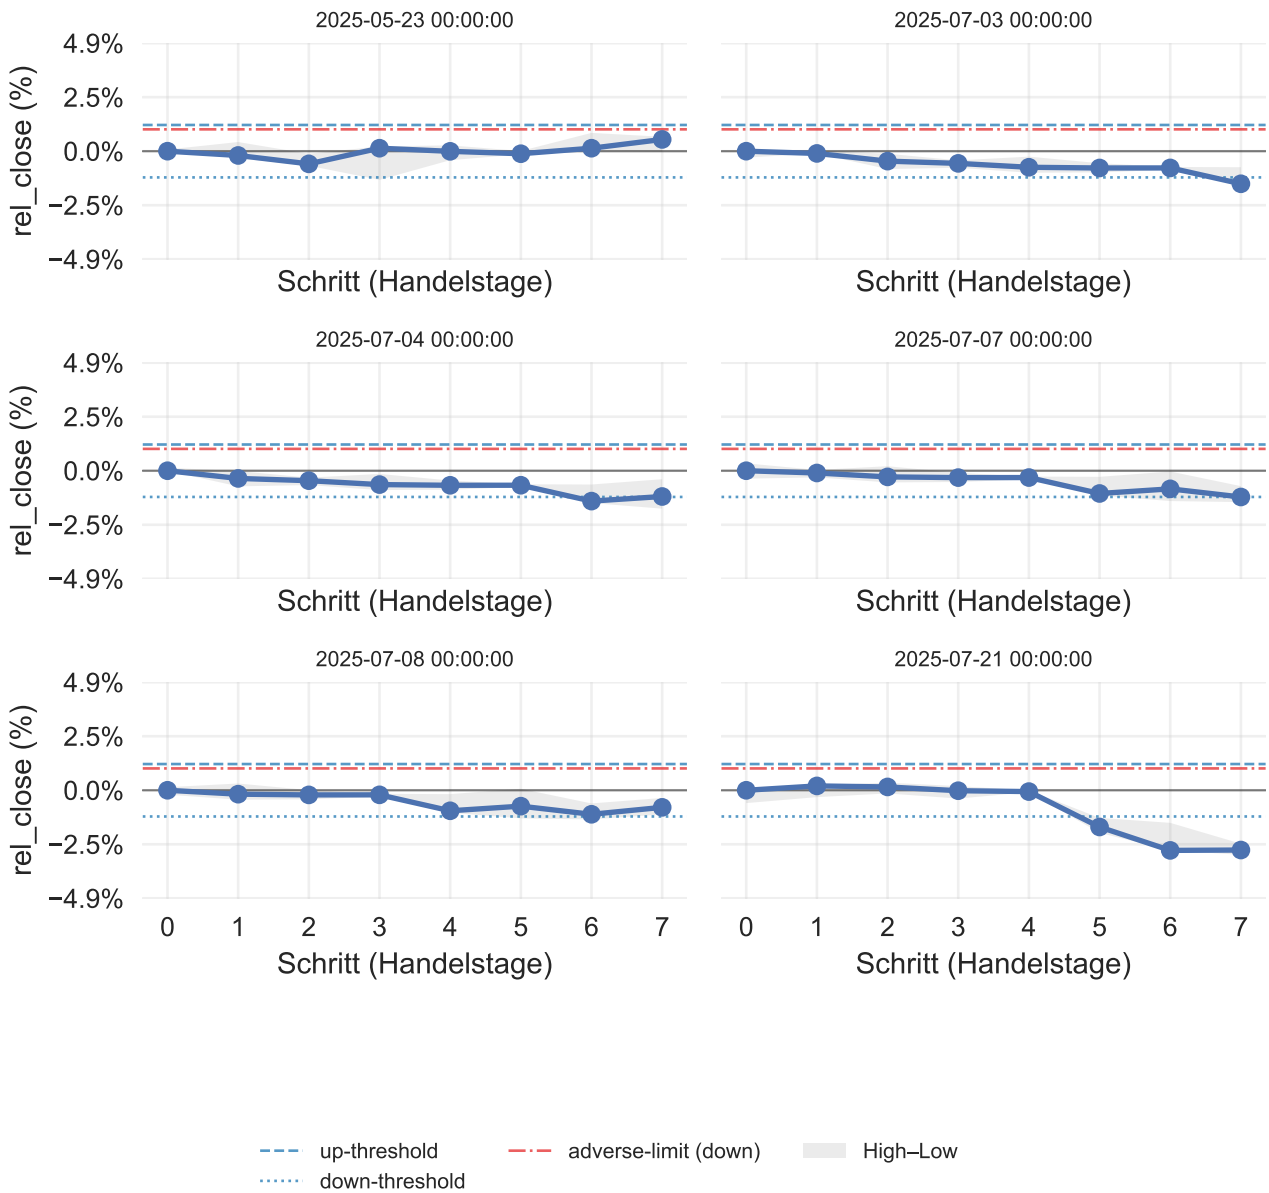 2025-05-23 00:00:00
2025-07-03 00:00:00
4.9%
2.5%
0.0%
−2.5%
−4.9%
rel_close (%)
Schritt (Handelstage)
Schritt (Handelstage)
2025-07-04 00:00:00
2025-07-07 00:00:00
4.9%
2.5%
0.0%
−2.5%
−4.9%
rel_close (%)
Schritt (Handelstage)
Schritt (Handelstage)
2025-07-08 00:00:00
2025-07-21 00:00:00
4.9%
2.5%
0.0%
−2.5%
−4.9%
rel_close (%)
0 1 2 3 4 5 6 7
0 1 2 3 4 5 6 7
Schritt (Handelstage)
Schritt (Handelstage)
up-threshold
down-threshold
adverse-limit (down)
High–Low